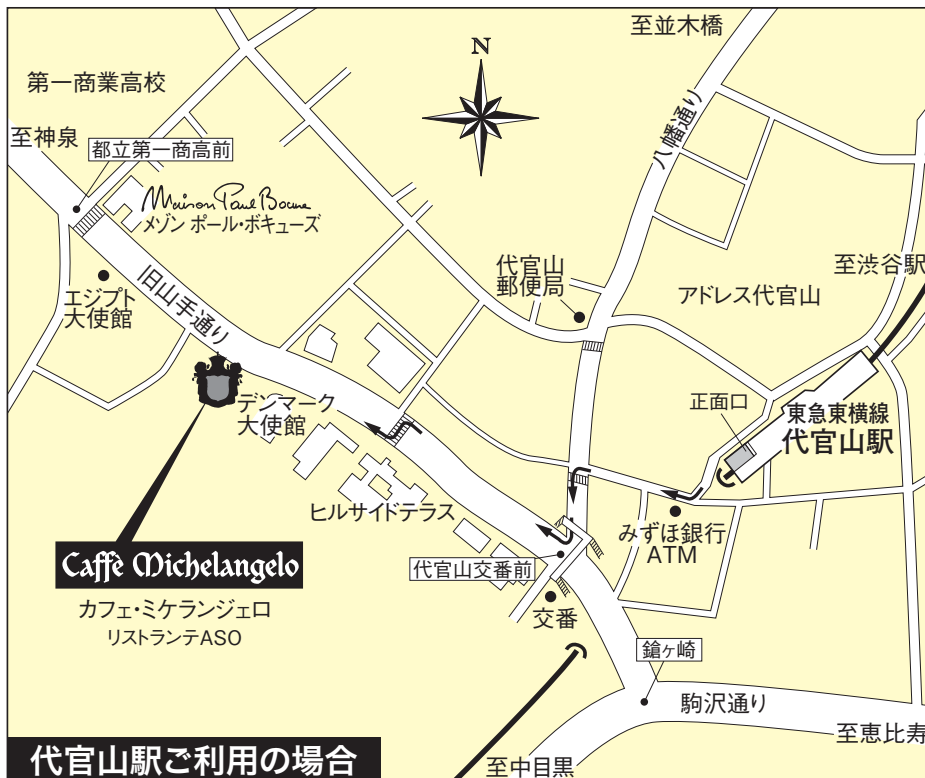 至並木橋
N
第一商業高校
至神泉
都立第一商高前
八幡通り
Maison Paul Bocuse
メゾン ポール・ボキューズ
代官山
郵便局
至渋谷駅
アドレス代官山
エジプト
大使館
旧山手通り
デンマーク
大使館
正面口
東急東横線
代官山駅
ヒルサイドテラス
みずほ銀行
ATM
Caffè Michelangelo
代官山交番前
カフェ・ミケランジェロ
リストランテASO
交番
鎗ヶ崎
駒沢通り
至恵比寿
代官山駅ご利用の場合
至中目黒